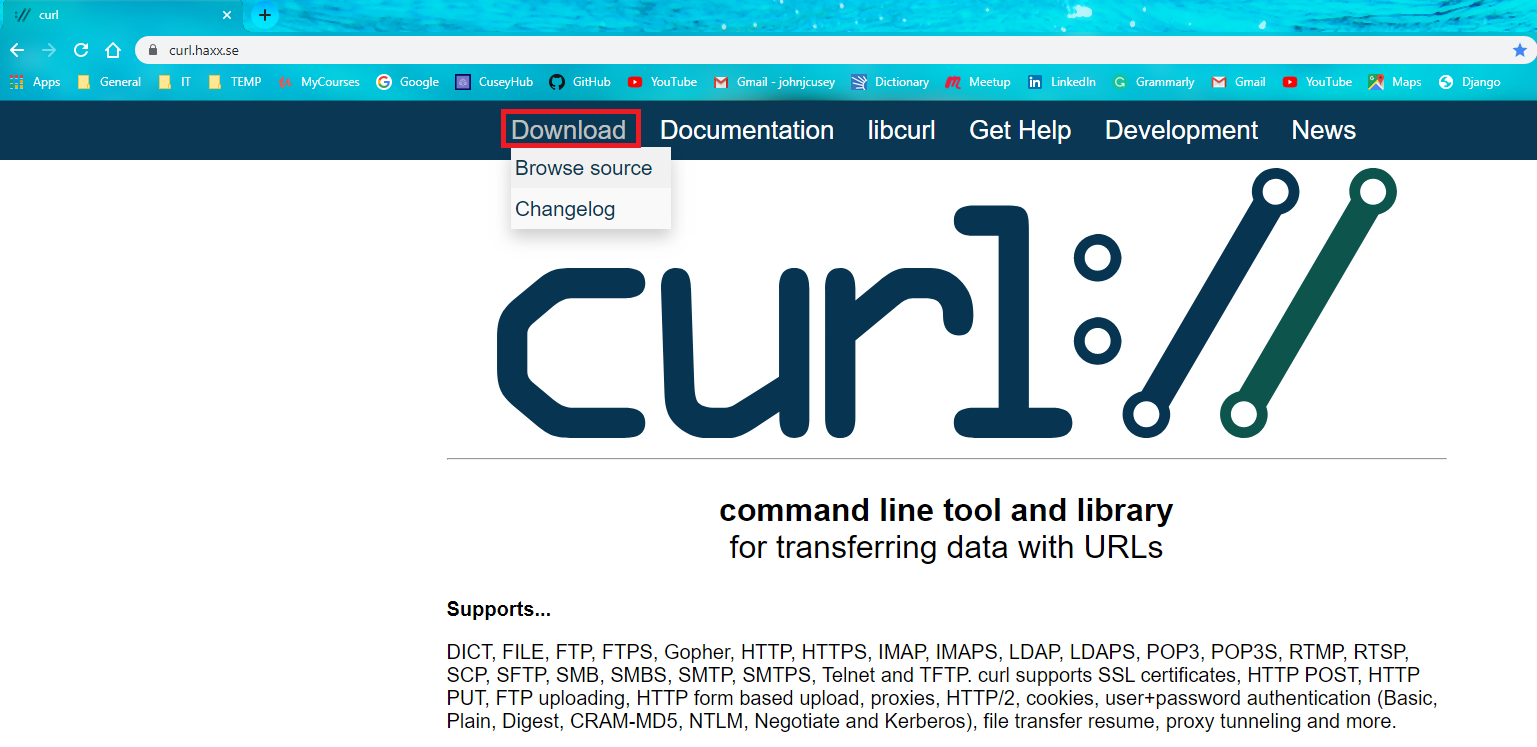 curl
curl.haxx.se
Apps General IT TEMP MyCourses Google CuseyHub GitHub YouTube Gmail - johnjcusey Dictionary Meetup LinkedIn Grammarly Gmail YouTube Maps Django
Download Documentation libcurl Get Help Development News
Browse source
Changelog
curl://
command line tool and library
for transferring data with URLs
Supports...
DICT, FILE, FTP, FTPS, Gopher, HTTP, HTTPS, IMAP, IMAPS, LDAP, LDAPS, POP3, POP3S, RTMP, RTSP,
SCP, SFTP, SMB, SMBS, SMTP, SMTPS, Telnet and TFTP. curl supports SSL certificates, HTTP POST, HTTP
PUT, FTP uploading, HTTP form based upload, proxies, HTTP/2, cookies, user+password authentication (Basic,
Plain, Digest, CRAM-MD5, NTLM, Negotiate and Kerberos), file transfer resume, proxy tunneling and more.